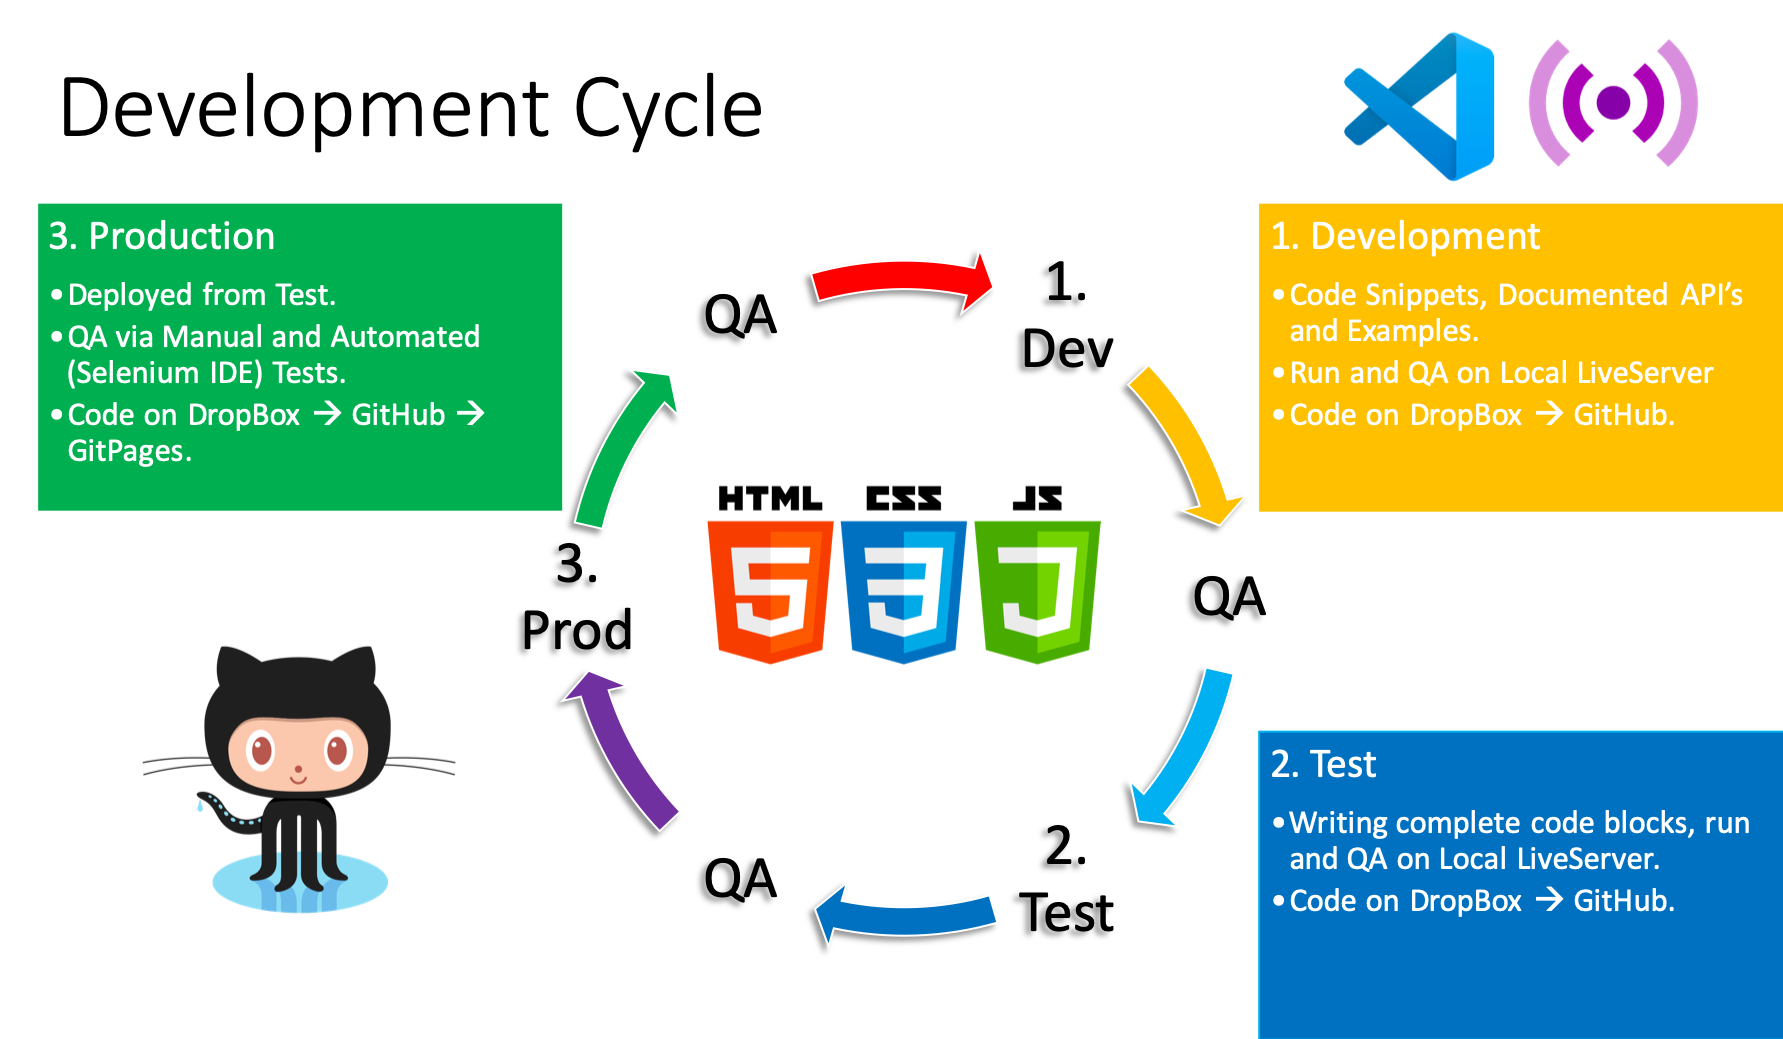 Development Cycle
3. Production
•Deployed from Test.
•QA via Manual and Automated
(Selenium IDE) Tests.
•Code on DropBox → GitHub →
GitPages.
1. Development
•Code Snippets, Documented API’s
and Examples.
•Run and QA on Local LiveServer
•Code on DropBox → GitHub.
QA
1.
Dev
QA
2.
Test
QA
3.
Prod
HTML CSS JS
5 3 J
2. Test
•Writing complete code blocks, run
and QA on Local LiveServer.
•Code on DropBox → GitHub.